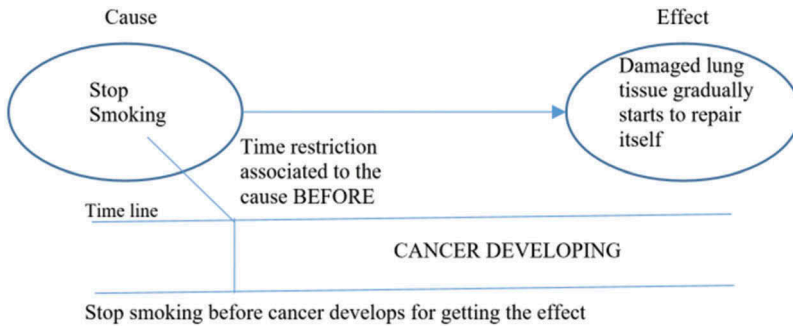 Cause
Effect
Stop
Smoking
Damaged lung
tissue gradually
starts to repair
itself
Time restriction
associated to the
cause BEFORE
Time line
CANCER DEVELOPING
Stop smoking before cancer develops for getting the effect